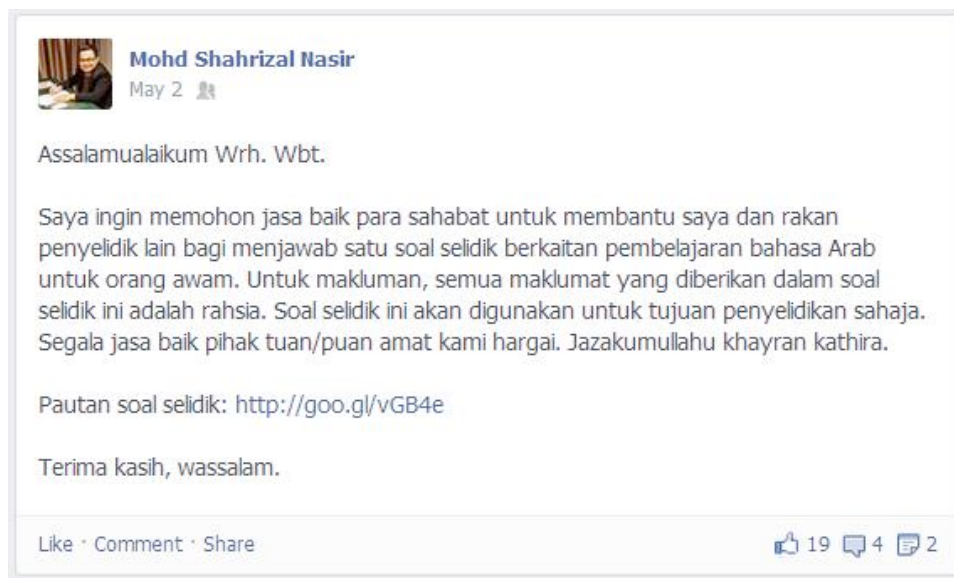 Mohd Shahrizal Nasir
May 2
Assalamualaikum Wrh. Wbt.
Saya ingin memohon jasa baik para sahabat untuk membantu saya dan rakan
penyelidik lain bagi menjawab satu soal selidik berkaitan pembelajaran bahasa Arab
untuk orang awam. Untuk makluman, semua maklumat yang diberikan dalam soal
selidik ini adalah rahsia. Soal selidik ini akan digunakan untuk tujuan penyelidikan sahaja.
Segala jasa baik pihak tuan/puan amat kami hargai. Jazakumullahu khayran kathira.
Pautan soal selidik: http://goo.gl/vGB4e
Terima kasih, wassalam.
Like · Comment · Share 19 4 2